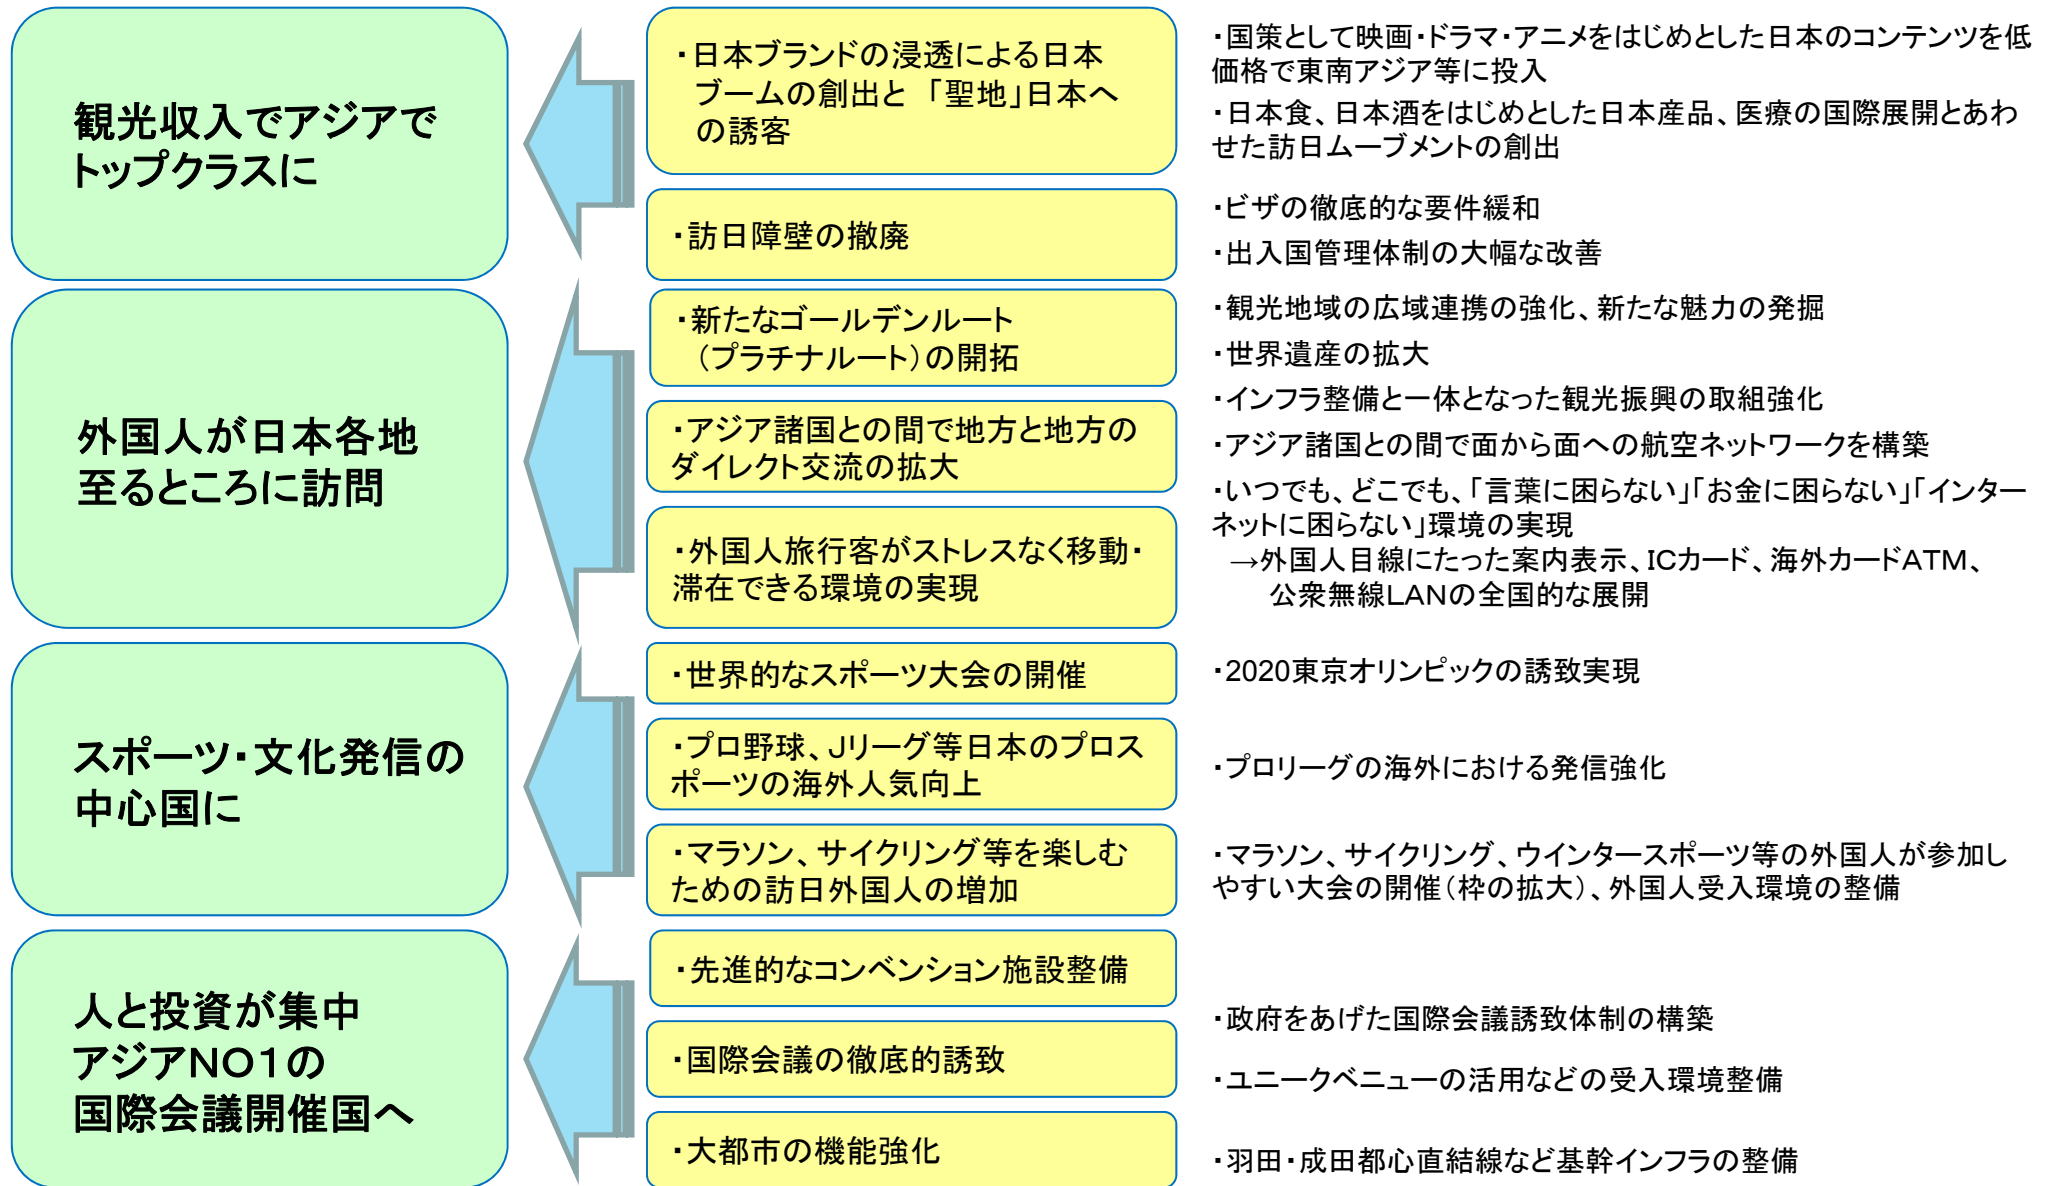 観光収入でアジアで
トップクラスに
・日本ブランドの浸透による日本
ブームの創出と 「聖地」日本へ
の誘客
・国策として映画・ドラマ・アニメをはじめとした日本のコンテンツを低
価格で東南アジア等に投入
・日本食、日本酒をはじめとした日本産品、医療の国際展開とあわ
せた訪日ムーブメントの創出
・訪日障壁の撤廃
・ビザの徹底的な要件緩和
・出入国管理体制の大幅な改善
外国人が日本各地
至るところに訪問
・新たなゴールデンルート
(プラチナルート)の開拓
・観光地域の広域連携の強化、新たな魅力の発掘
・世界遺産の拡大
・インフラ整備と一体となった観光振興の取組強化
・アジア諸国との間で地方と地方の
ダイレクト交流の拡大
・アジア諸国との間で面から面への航空ネットワークを構築
・外国人旅行客がストレスなく移動・
滞在できる環境の実現
・いつでも、どこでも、「言葉に困らない」「お金に困らない」「インター
ネットに困らない」環境の実現
→外国人目線にたった案内表示、ICカード、海外カードATM、
公衆無線LANの全国的な展開
スポーツ・文化発信の
中心国に
・世界的なスポーツ大会の開催
・2020東京オリンピックの誘致実現
・プロ野球、Jリーグ等日本のプロス
ポーツの海外人気向上
・プロリーグの海外における発信強化
・マラソン、サイクリング等を楽しむ
ための訪日外国人の増加
・マラソン、サイクリング、ウインタースポーツ等の外国人が参加し
やすい大会の開催(枠の拡大)、外国人受入環境の整備
人と投資が集中
アジアNO1の
国際会議開催国へ
・先進的なコンベンション施設整備
・国際会議の徹底的誘致
・政府をあげた国際会議誘致体制の構築
・ユニークベニューの活用などの受入環境整備
・大都市の機能強化
・羽田・成田都心直結線など基幹インフラの整備